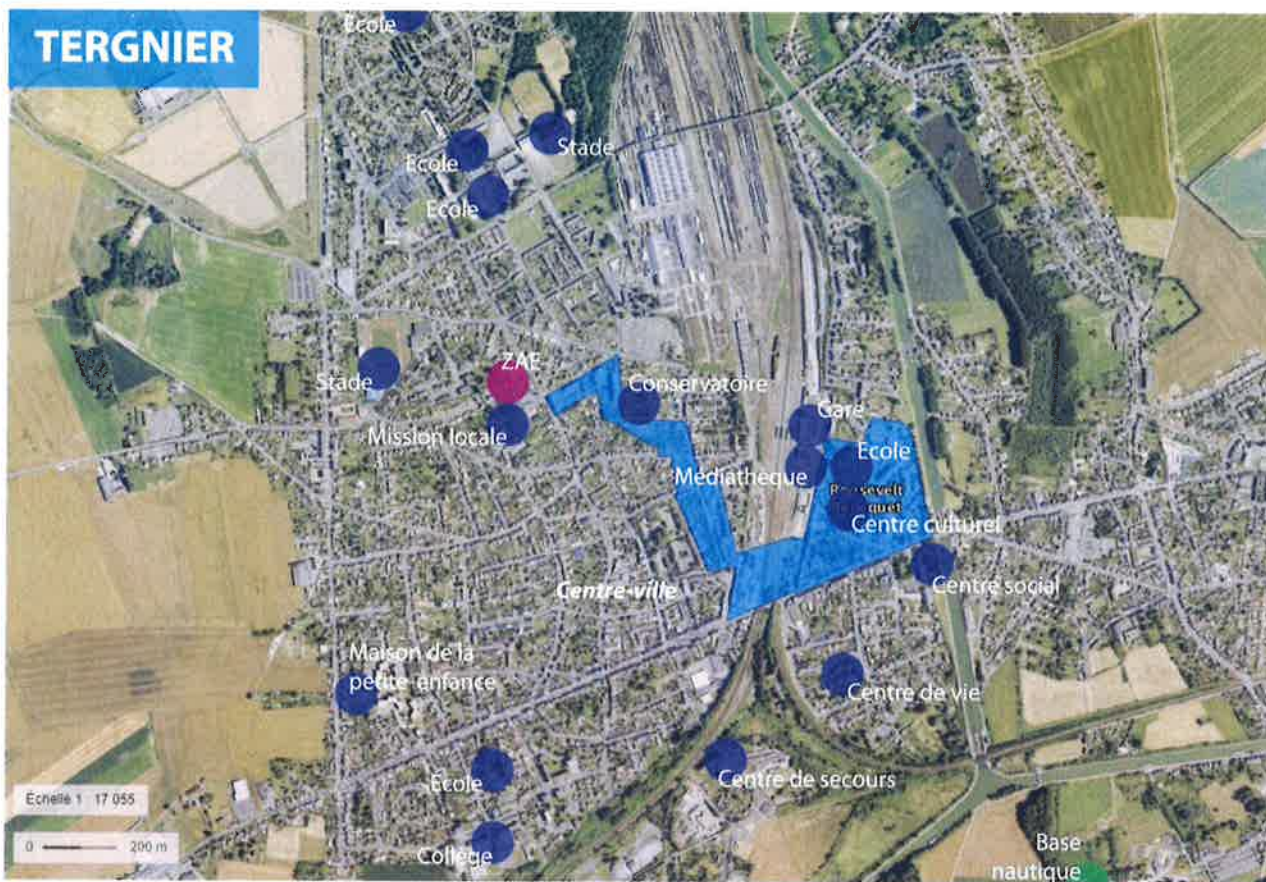 TERGNIER
Ecole
Stade
Ecole
Ecole
ZAE
Stade
Conservatoire
Mission locale
Gare
Ecole
Médiathèque
Centre culturel
Centre social
Centre-ville
Maison de la
petite enfance
Centre de vie
École
Centre de secours
Collège
Échelle 1 17 055
0 200 m
Base
nautique